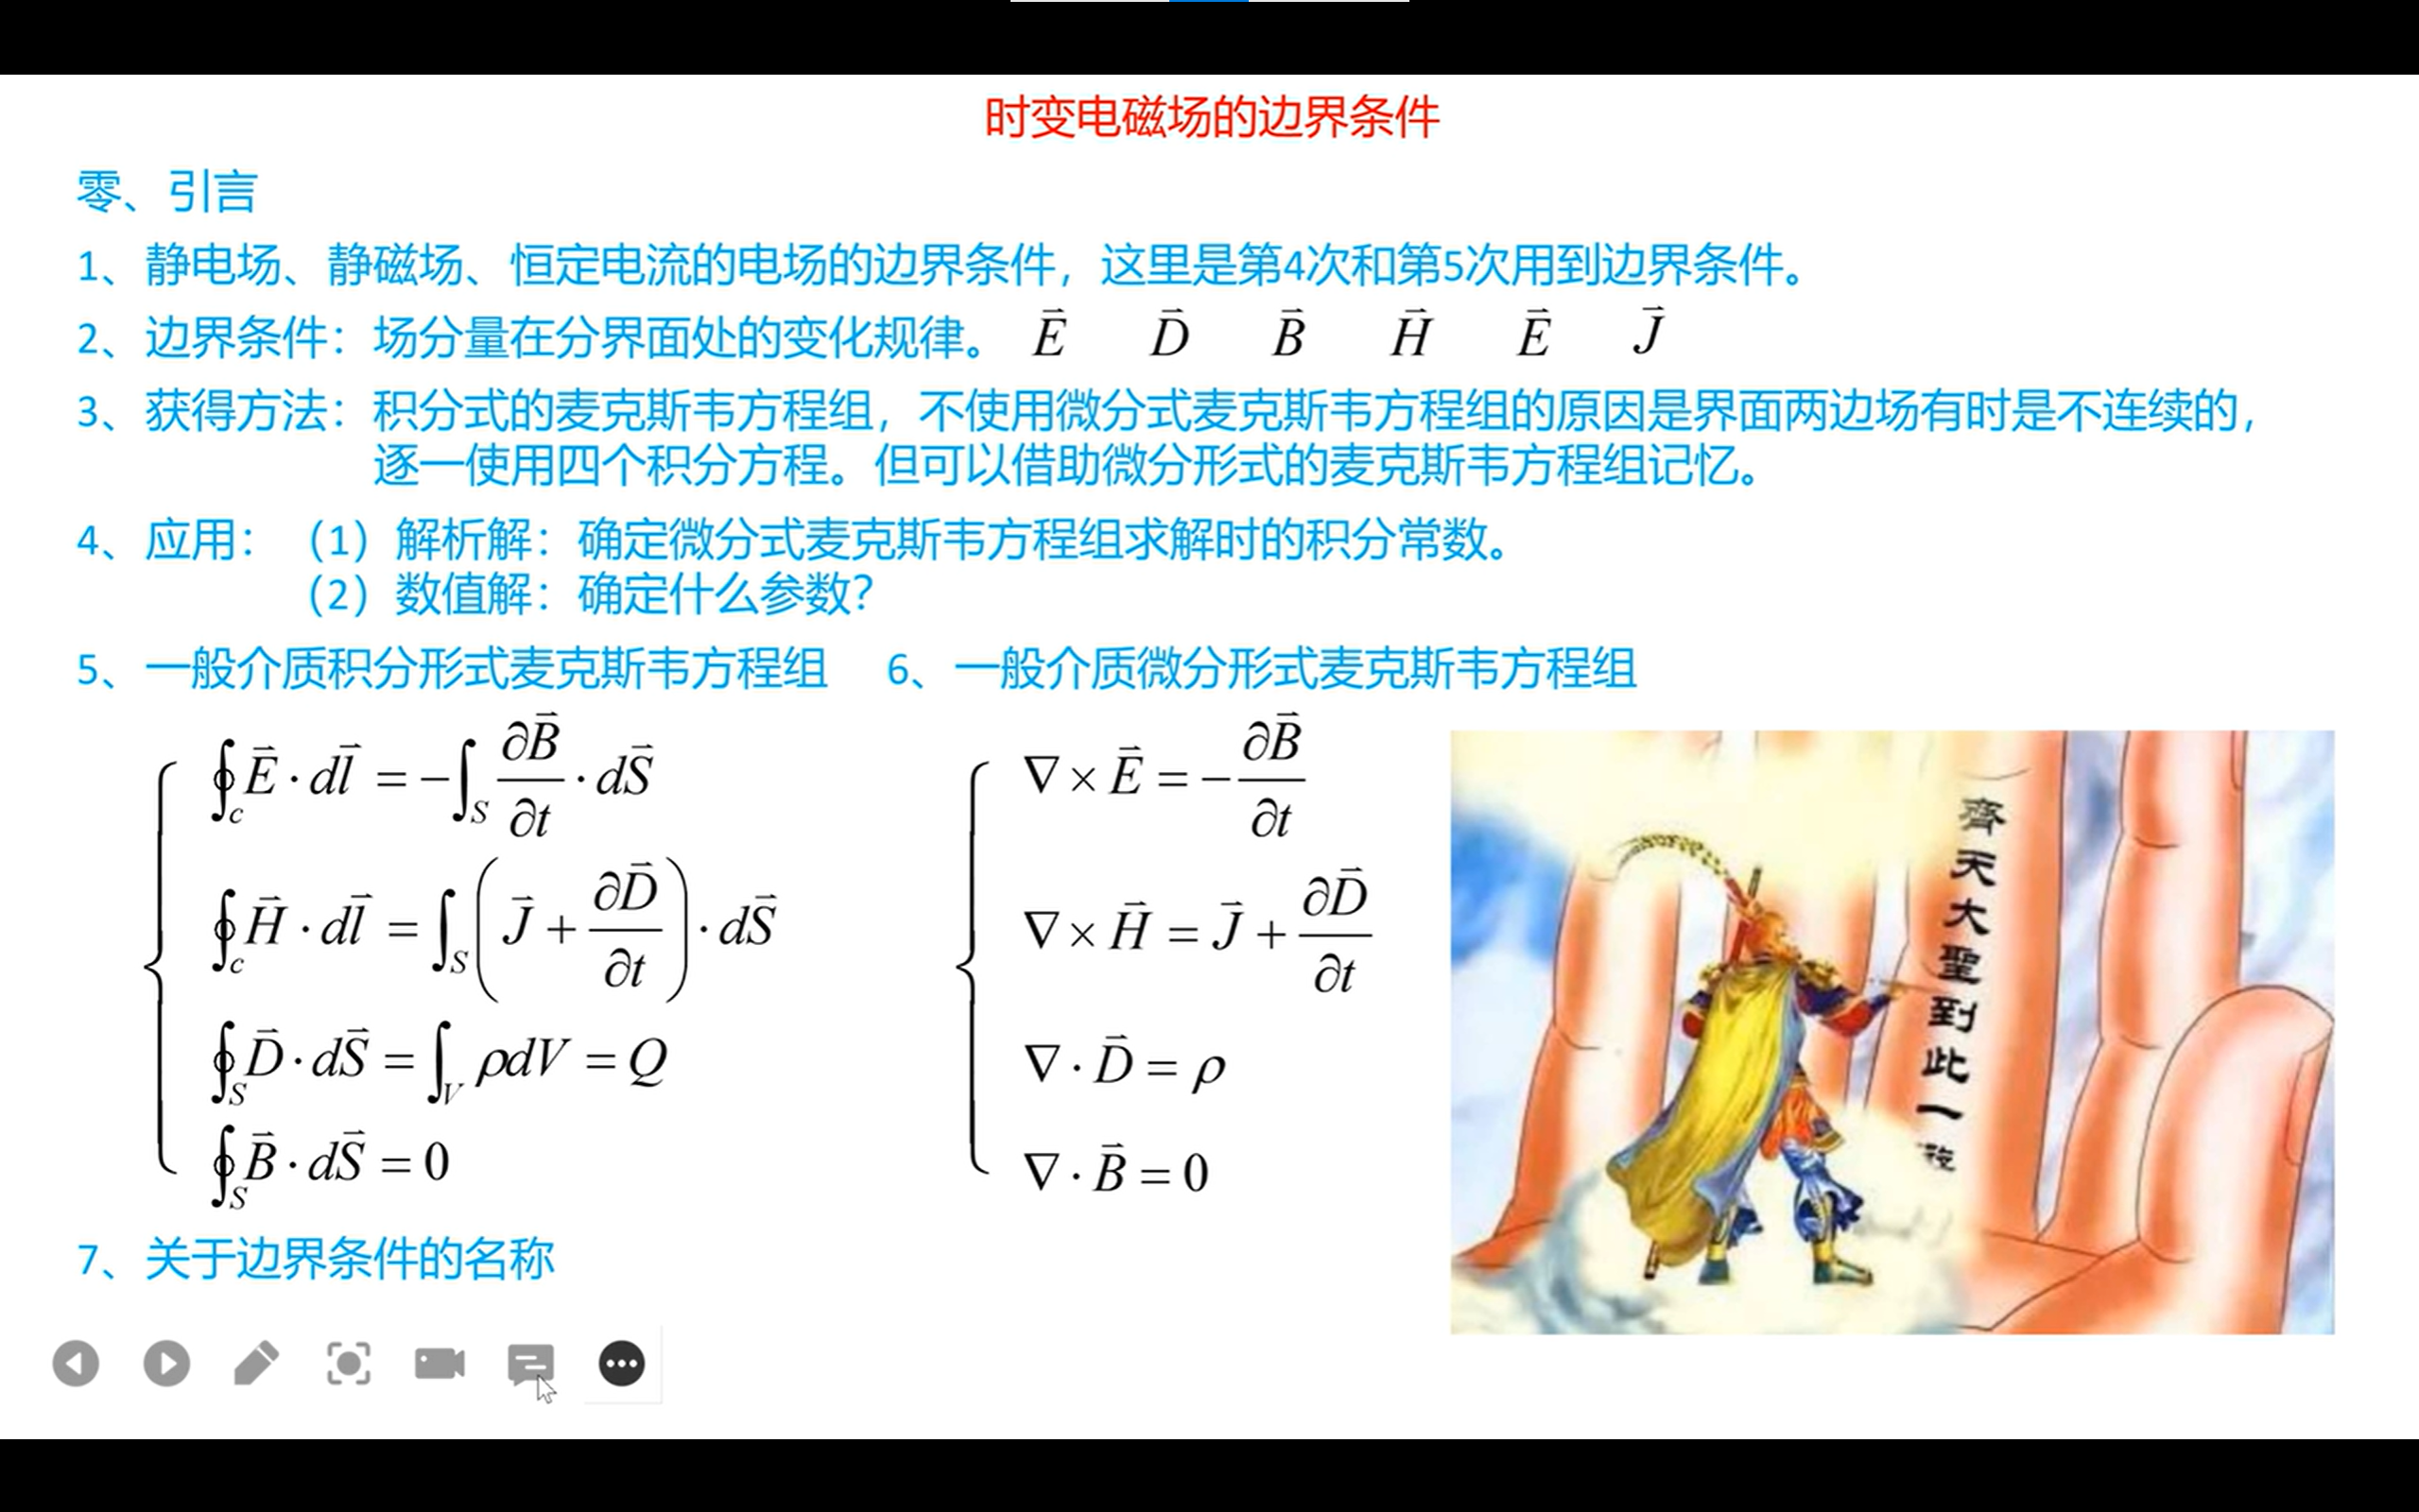 时变电磁场的边界条件
零、引言
1、静电场、静磁场、恒定电流的电场的边界条件，这里是第4次和第5次用到边界条件。
2、边界条件：场分量在分界面处的变化规律。 $\vec{E}$ $\vec{D}$ $\vec{B}$ $\vec{H}$ $\vec{E}$ $\vec{J}$
3、获得方法：积分式的麦克斯韦方程组，不使用微分式麦克斯韦方程组的原因是界面两边场有时是不连续的，
逐一使用四个积分方程。但可以借助微分形式的麦克斯韦方程组记忆。
4、应用：（1）解析解：确定微分式麦克斯韦方程组求解时的积分常数。
（2）数值解：确定什么参数？
5、一般介质积分形式麦克斯韦方程组
$\oint_c \vec{E} \cdot d\vec{l} = -\int_S \frac{\partial \vec{B}}{\partial t} \cdot d\vec{S}$
$\oint_c \vec{H} \cdot d\vec{l} = \int_S \left( \vec{J} + \frac{\partial \vec{D}}{\partial t} \right) \cdot d\vec{S}$
$\oint_S \vec{D} \cdot d\vec{S} = \int_V \rho dV = Q$
$\oint_S \vec{B} \cdot d\vec{S} = 0$
6、一般介质微分形式麦克斯韦方程组
$\nabla \times \vec{E} = -\frac{\partial \vec{B}}{\partial t}$
$\nabla \times \vec{H} = \vec{J} + \frac{\partial \vec{D}}{\partial t}$
$\nabla \cdot \vec{D} = \rho$
$\nabla \cdot \vec{B} = 0$
齊天大聖到此一
7、关于边界条件的名称